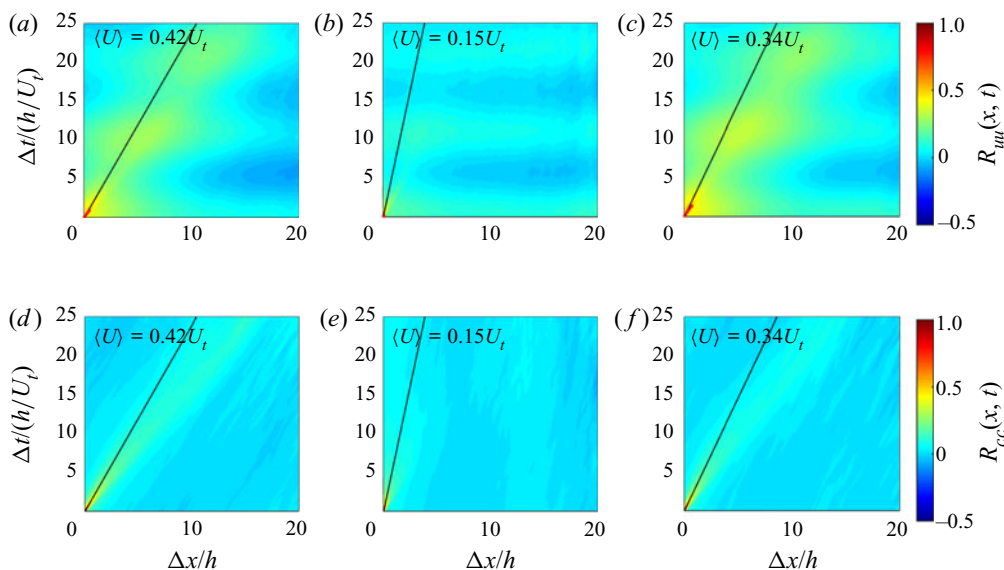 (a) (b) (c)
⟨U⟩ = 0.42U_t ⟨U⟩ = 0.15U_t ⟨U⟩ = 0.34U_t
25 25 25 1.0
20 20 20
15 15 15 0.5
10 10 10 0
5 5 5 –0.5
Δt/(h/U_t) R_uu(x, t)
0 10 20 0 10 20 0 10 20
(d) (e) (f)
⟨U⟩ = 0.42U_t ⟨U⟩ = 0.15U_t ⟨U⟩ = 0.34U_t
25 25 25 1.0
20 20 20
15 15 15 0.5
10 10 10 0
5 5 5 –0.5
Δt/(h/U_t) R_cc(x, t)
0 10 20 0 10 20 0 10 20
Δx/h Δx/h Δx/h